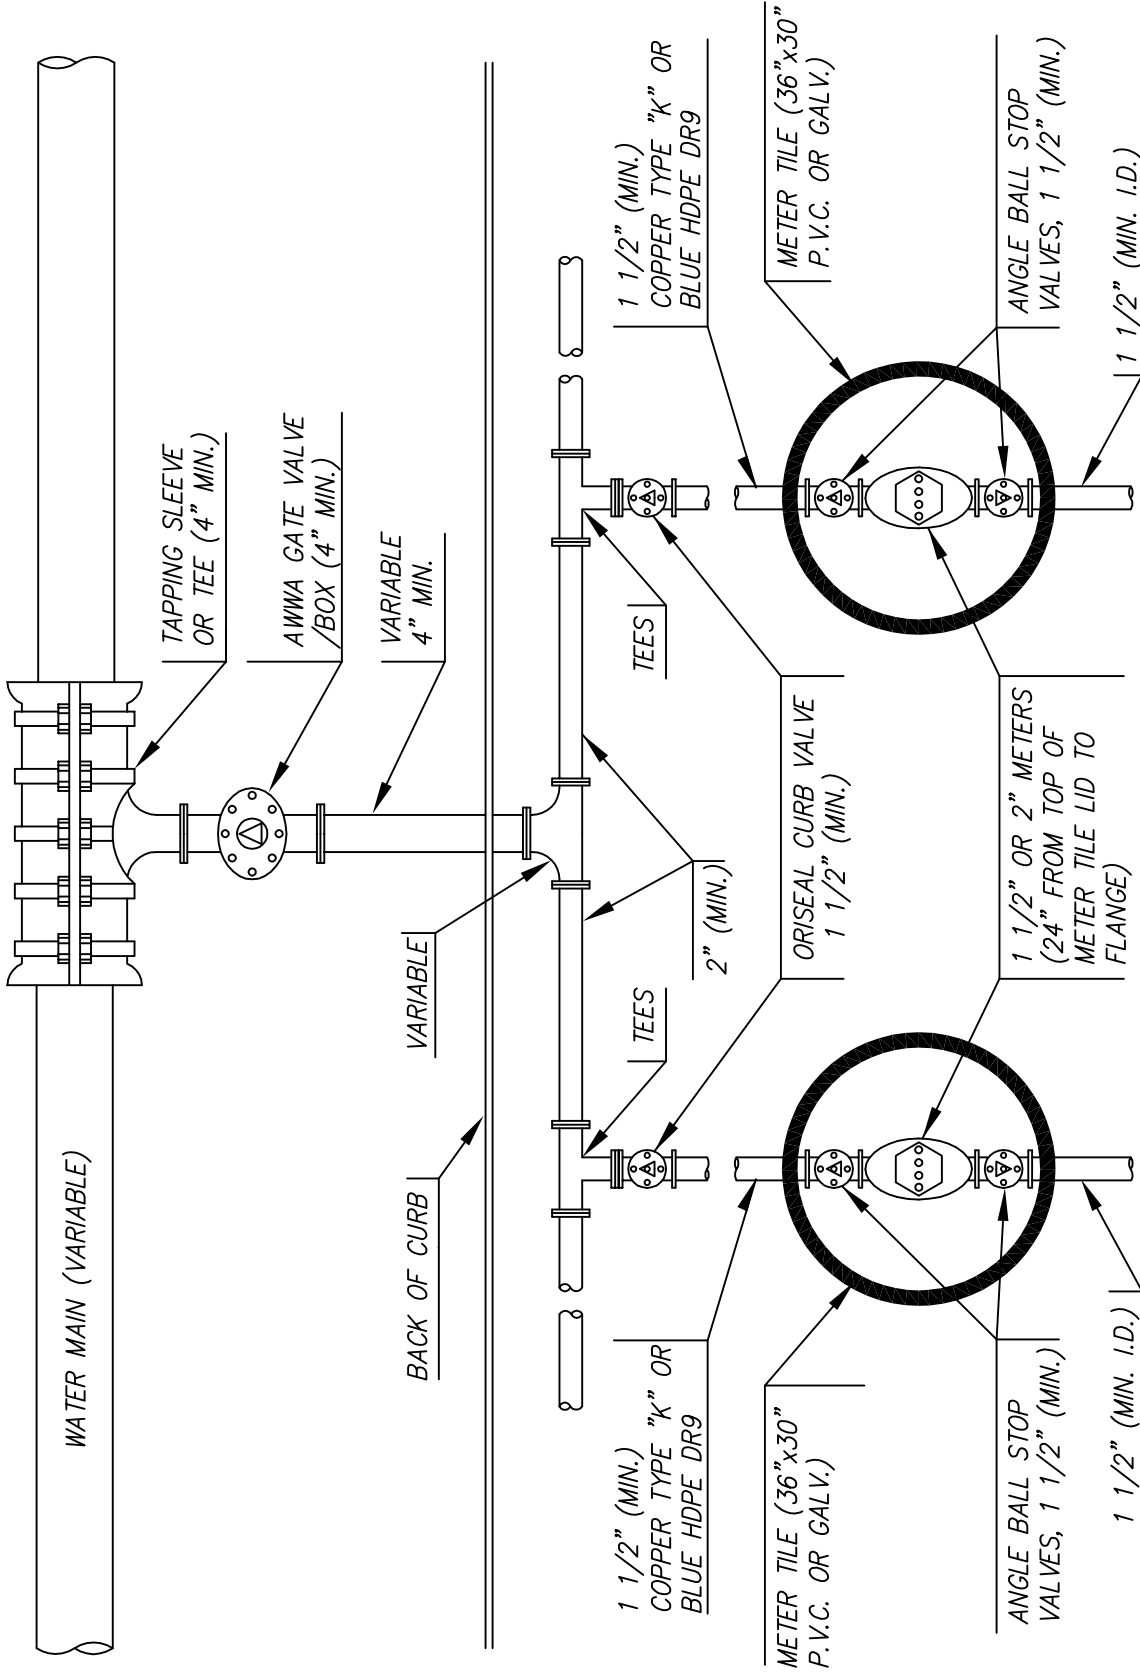 WATER MAIN (VARIABLE)
TAPPING SLEEVE
OR TEE (4" MIN.)
AWWA GATE VALVE
/BOX (4" MIN.)
VARIABLE
4" MIN.
VARIABLE
BACK OF CURB
1 1/2" (MIN.)
COPPER TYPE "K" OR
BLUE HDPE DR9
TEES
2" (MIN.)
TEES
1 1/2" (MIN.)
COPPER TYPE "K" OR
BLUE HDPE DR9
METER TILE (36"x30"
P.V.C. OR GALV.)
ORISEAL CURB VALVE
1 1/2" (MIN.)
METER TILE (36"x30"
P.V.C. OR GALV.)
ANGLE BALL STOP
VALVES, 1 1/2" (MIN.)
1 1/2" OR 2" METERS
(24" FROM TOP OF
METER TILE LID TO
FLANGE)
ANGLE BALL STOP
VALVES, 1 1/2" (MIN.)
1 1/2" (MIN. I.D.)
1 1/2" (MIN. I.D.)